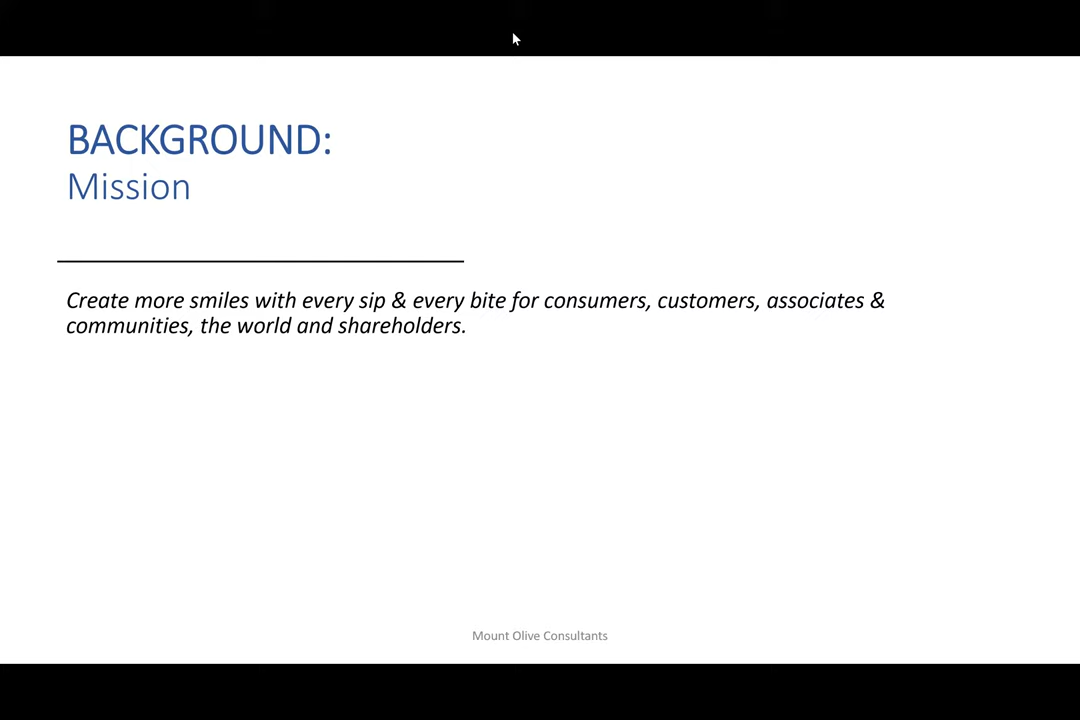 BACKGROUND:
Mission
Create more smiles with every sip & every bite for consumers, customers, associates &
communities, the world and shareholders.
Mount Olive Consultants